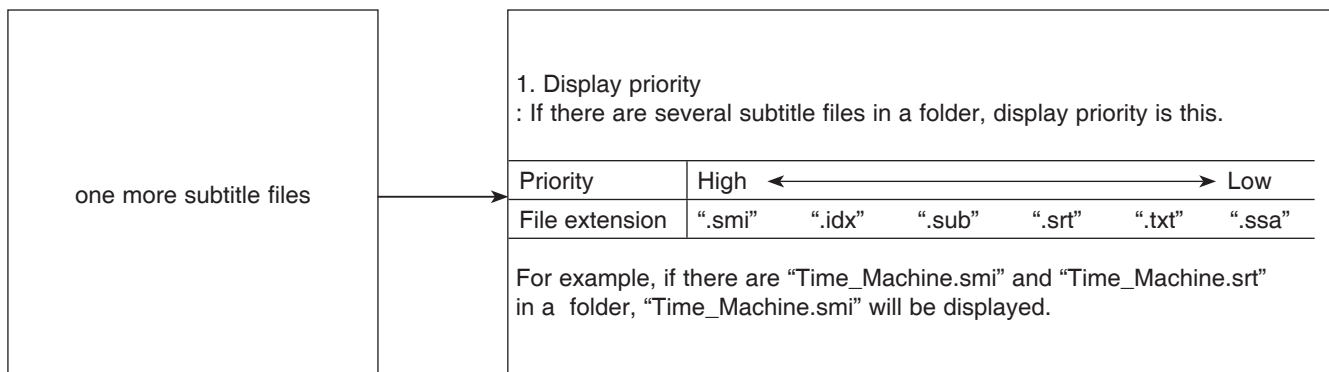 one more subtitle files
1. Display priority
: If there are several subtitle files in a folder, display priority is this.
Priority High Low
File extension “.smi” “.idx” “.sub” “.srt” “.txt” “.ssa”
For example, if there are “Time_Machine.smi” and “Time_Machine.srt”
in a folder, “Time_Machine.smi” will be displayed.